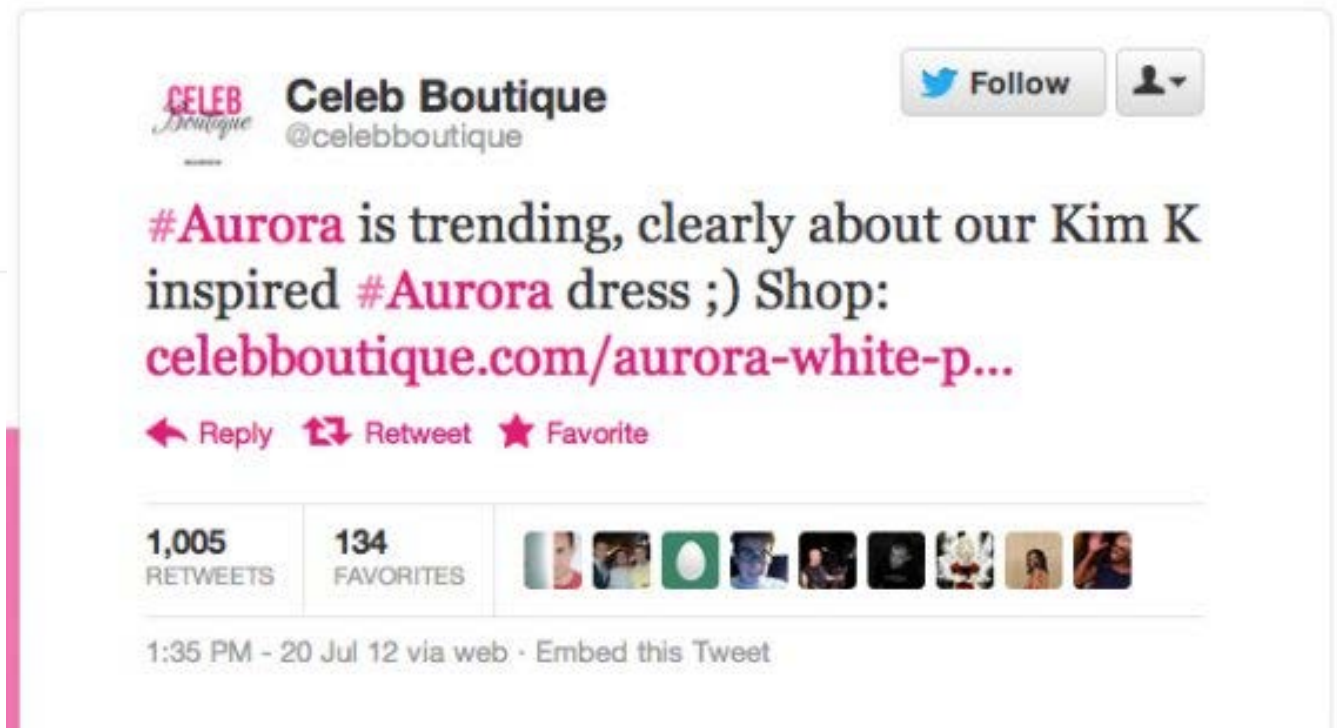 CELEB
Boutique
Celeb Boutique
@celebboutique
Follow
#Aurora is trending, clearly about our Kim K
inspired #Aurora dress ;) Shop:
celebboutique.com/aurora-white-p...
Reply Retweet Favorite
1,005
RETWEETS
134
FAVORITES
1:35 PM - 20 Jul 12 via web · Embed this Tweet